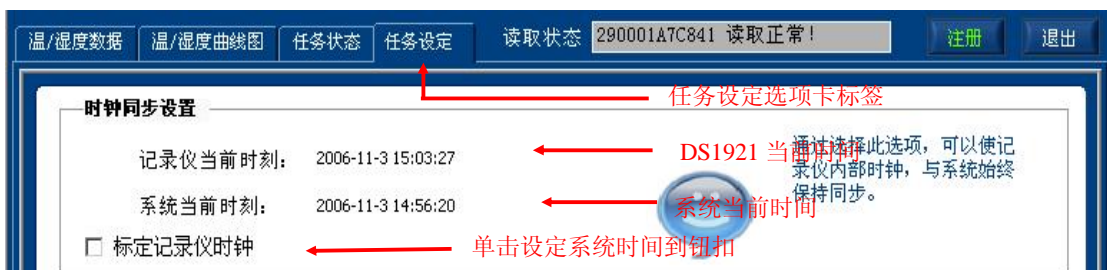 温/湿度数据 温/湿度曲线图 任务状态 任务设定 读取状态 290001A7C841 读取正常! 注册 退出
任务设定选项卡标签
时钟同步设置
记录仪当前时刻: 2006-11-3 15:03:27
DS1921 当前时间
通过选择此选项,可以使记
录仪内部时钟,与系统始终
保持同步。
系统当前时刻: 2006-11-3 14:56:20
系统当前时间
标定记录仪时钟
单击设定系统时间到钮扣